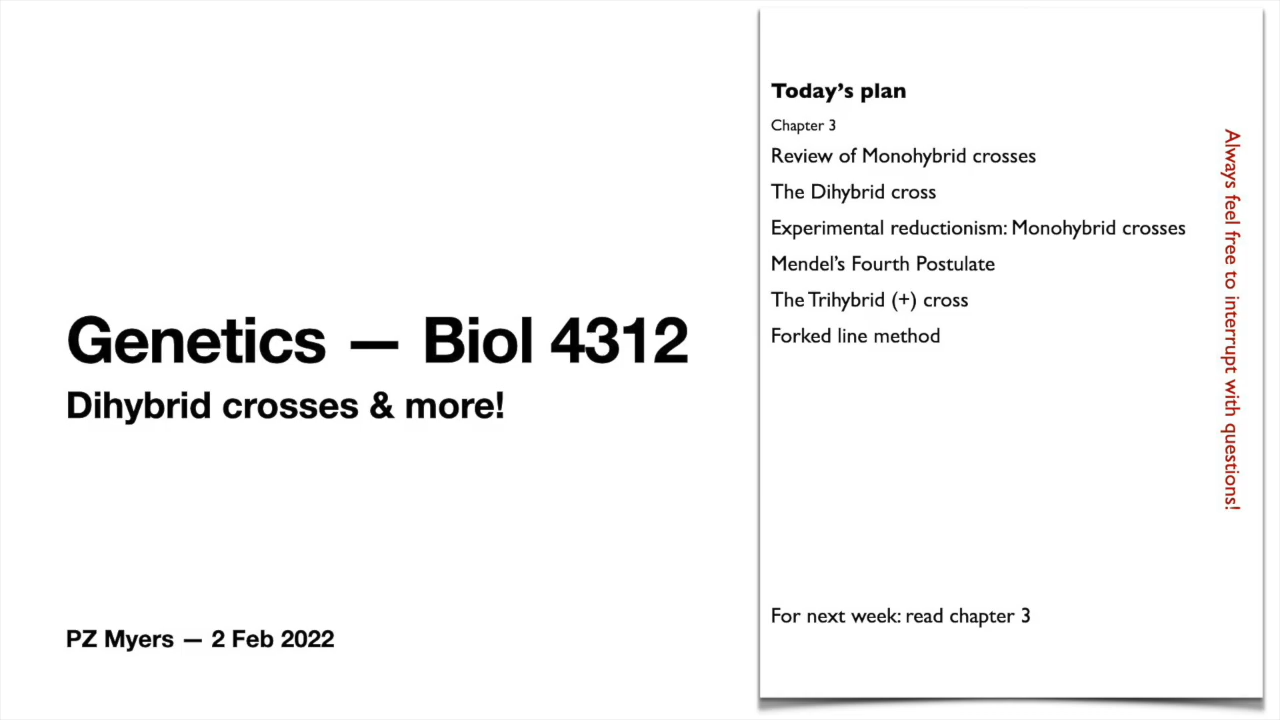 Genetics — Biol 4312
Dihybrid crosses & more!
PZ Myers — 2 Feb 2022
Today's plan
Chapter 3
Review of Monohybrid crosses
The Dihybrid cross
Experimental reductionism: Monohybrid crosses
Mendel's Fourth Postulate
The Trihybrid (+) cross
Forked line method
For next week: read chapter 3
Always feel free to interrupt with questions!